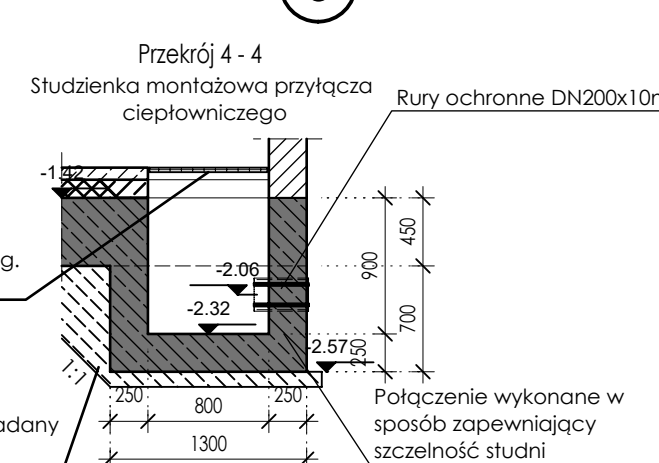 Przekrój 4 - 4
Studzienka montażowa przyłącza
ciepłowniczego
Rury ochronne DN200x10
-1.42
g.
-2.06
-2.32
-2.57
900
450
700
250
1:1
250
800
250
1300
adany
Połączenie wykonane w
sposób zapewniający
szczelność studni